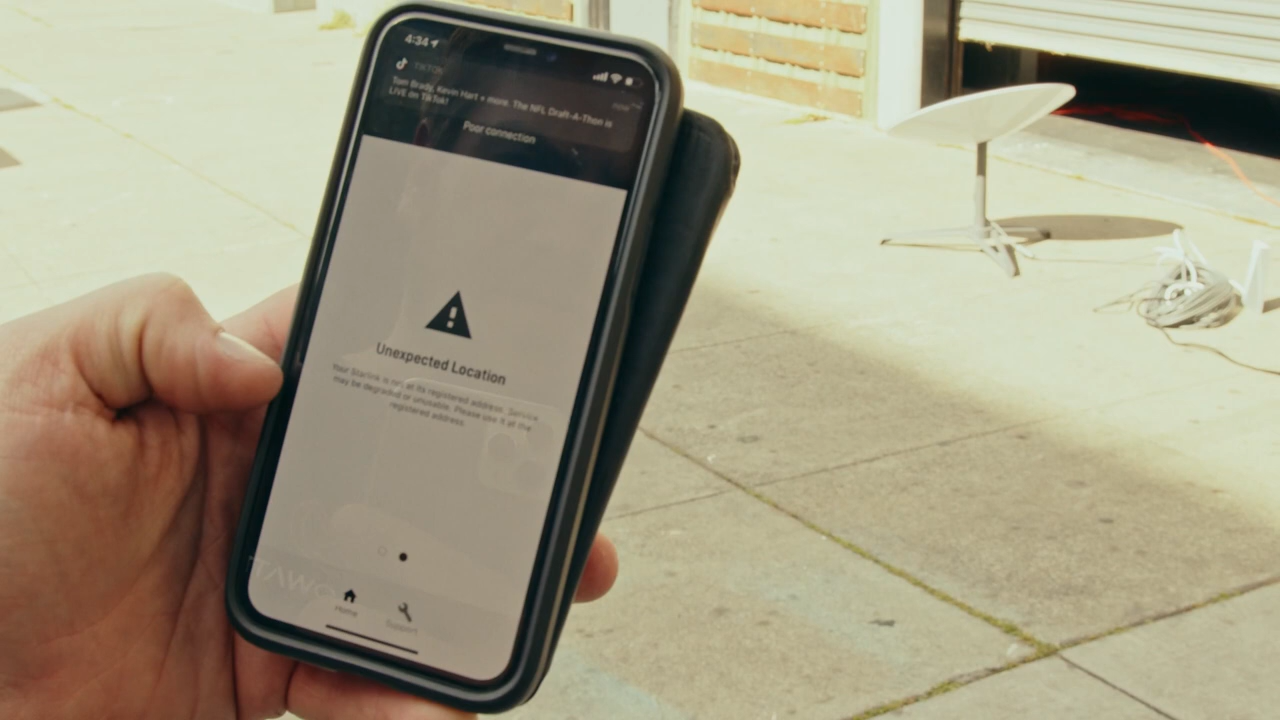 4:34
TIKTOK
now
Tom Brady, Kevin Hart + more. The NFL Draft-A-Thon is
LIVE on TikTok!
Poor connection
Unexpected Location
Your Starlink is not at its registered address. Service
may be degraded or unusable. Please use it at the
registered address.
Home
Support